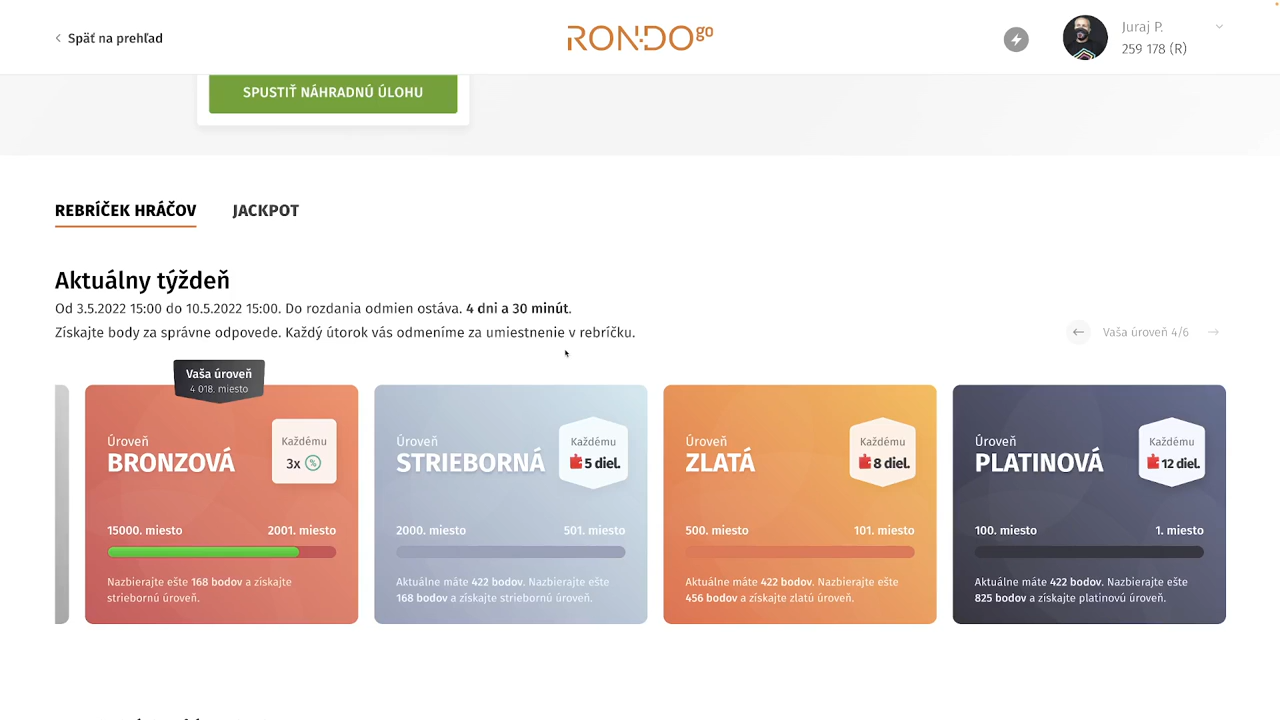 Späť na prehľad
RONDO go
Juraj P.
259 178 (R)
SPUSTIŤ NÁHRADNÚ ÚLOHU
REBRÍČEK HRÁČOV
JACKPOT
Aktuálny týždeň
Od 3.5.2022 15:00 do 10.5.2022 15:00. Do rozdania odmien ostáva. 4 dni a 30 minút.
Získajte body za správne odpovede. Každý útorok vás odmeníme za umiestnenie v rebríčku.
Vaša úroveň 4/6
Vaša úroveň
4 018. miesto
Úroveň
BRONZOVÁ
Každému
3x %
15000. miesto
2001. miesto
Nazbierajte ešte 168 bodov a získajte
striebornú úroveň.
Úroveň
STRIEBORNÁ
Každému
5 diel.
2000. miesto
501. miesto
Aktuálne máte 422 bodov. Nazbierajte ešte
168 bodov a získajte striebornú úroveň.
Úroveň
ZLATÁ
Každému
8 diel.
500. miesto
101. miesto
Aktuálne máte 422 bodov. Nazbierajte ešte
456 bodov a získajte zlatú úroveň.
Úroveň
PLATINOVÁ
Každému
12 diel.
100. miesto
1. miesto
Aktuálne máte 422 bodov. Nazbierajte ešte
825 bodov a získajte platinovú úroveň.